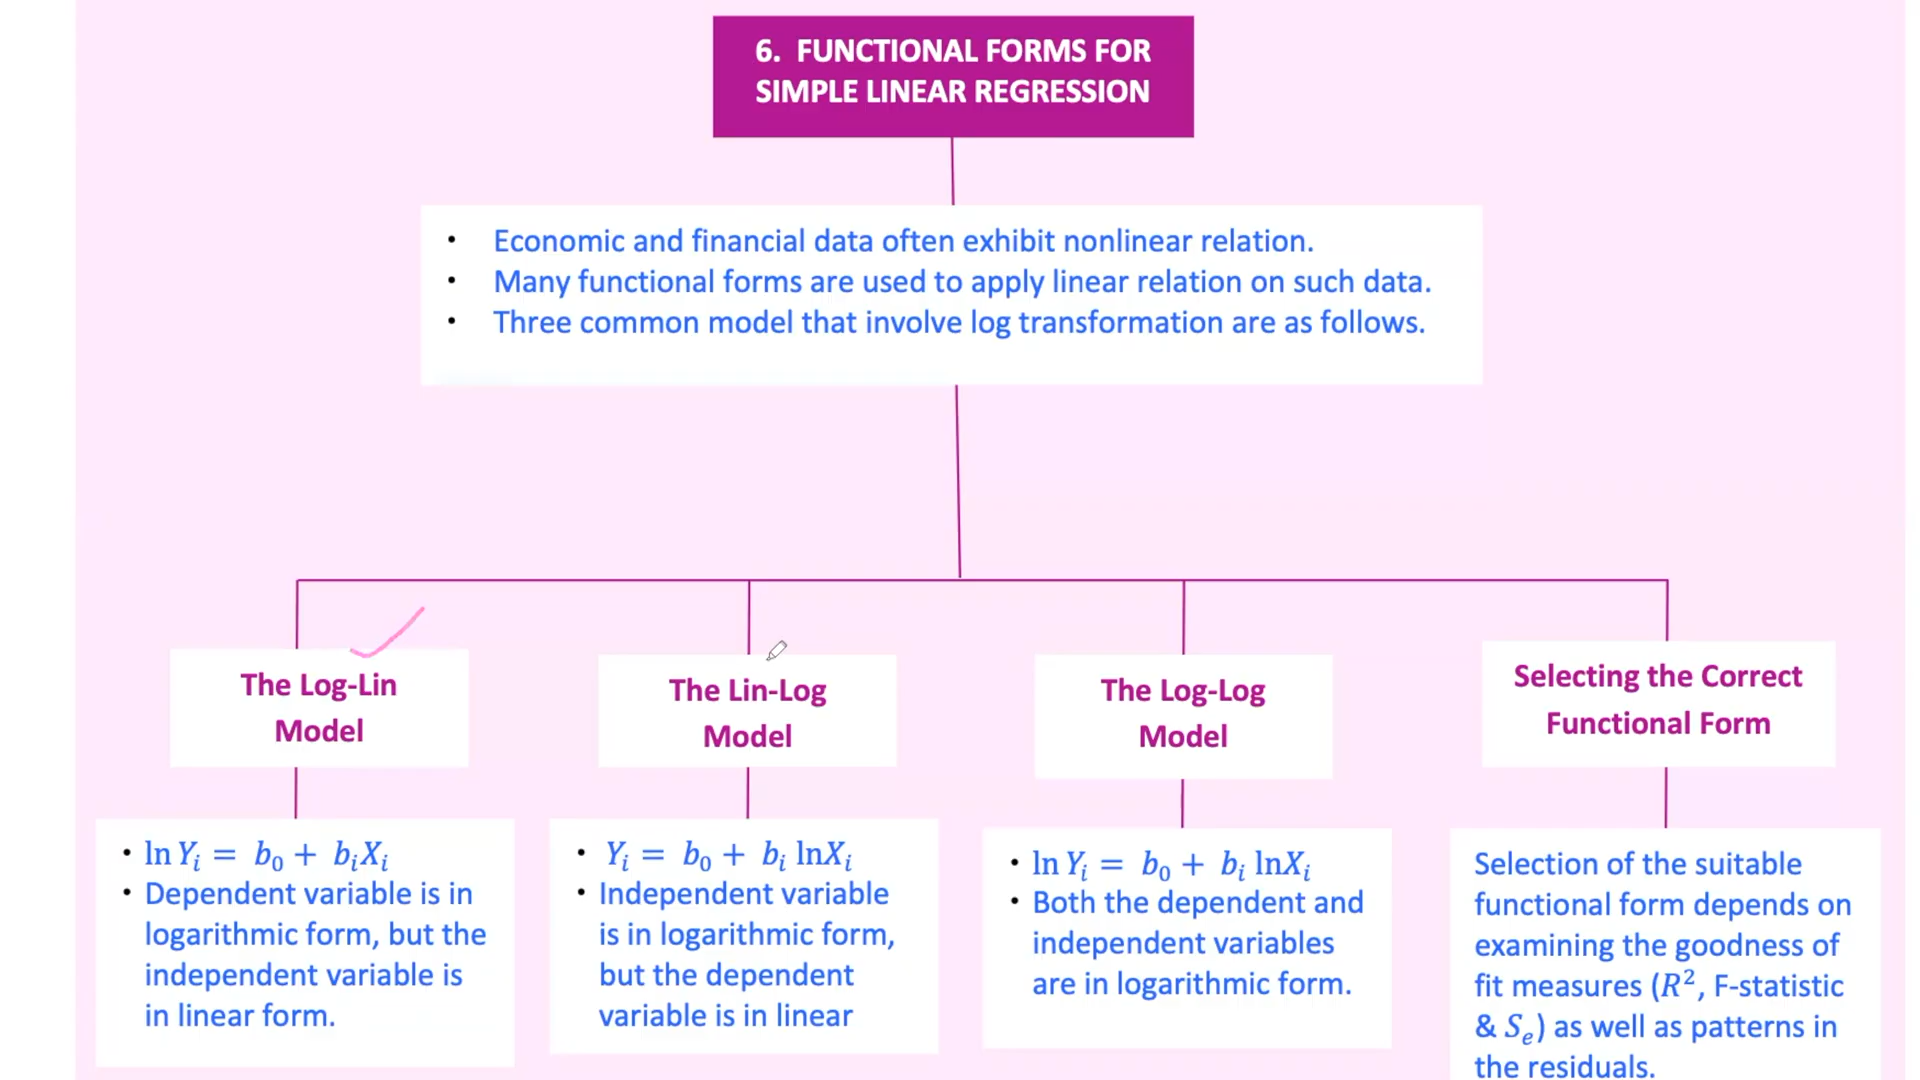 6. FUNCTIONAL FORMS FOR
SIMPLE LINEAR REGRESSION
• Economic and financial data often exhibit nonlinear relation.
• Many functional forms are used to apply linear relation on such data.
• Three common model that involve log transformation are as follows.
The Log-Lin
Model
• ln Yᵢ = b₀ + bᵢXᵢ
• Dependent variable is in
logarithmic form, but the
independent variable is
in linear form.
The Lin-Log
Model
• Yᵢ = b₀ + bᵢ lnXᵢ
• Independent variable
is in logarithmic form,
but the dependent
variable is in linear
The Log-Log
Model
• ln Yᵢ = b₀ + bᵢ lnXᵢ
• Both the dependent and
independent variables
are in logarithmic form.
Selecting the Correct
Functional Form
Selection of the suitable
functional form depends on
examining the goodness of
fit measures (R², F-statistic
& Sₑ) as well as patterns in
the residuals.